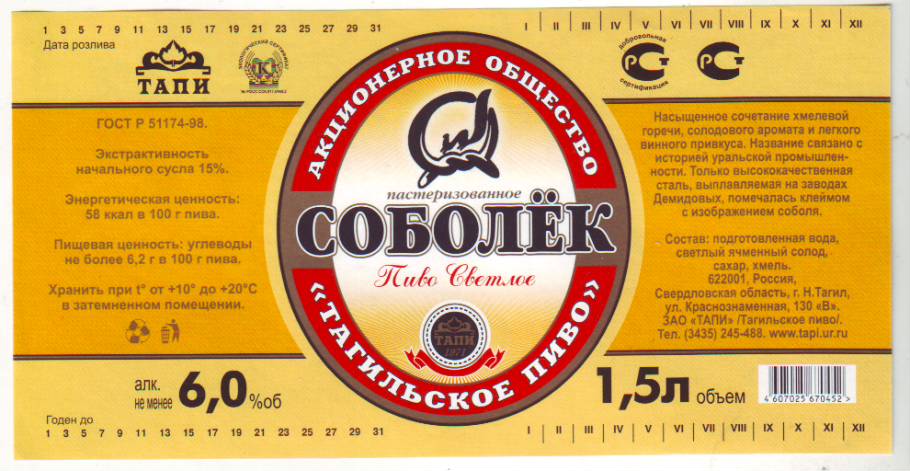 1 3 5 7 9 11 13 15 17 19 21 23 25 27 29 31
I | II | III | IV | V | VI | VII | VIII | IX | X | XI | XII
Дата розлива
ТАПИ
добровольная
РСТ
сертификация
РСТ
ГОСТ Р 51174-98.
Экстрактивность
начального сусла 15%.
Энергетическая ценность:
58 ккал в 100 г пива.
Пищевая ценность: углеводы
не более 6,2 г в 100 г пива.
Хранить при t° от +10° до +20°С
в затемненном помещении.
KEEP
алк.
не менее 6,0 %об
Годен до
1 3 5 7 9 11 13 15 17 19 21 23 25 27 29 31
АКЦИОНЕРНОЕ ОБЩЕСТВО
пастеризованное
СОБОЛЁК
Пиво Светлое
ТАПИ
«ТАГИЛЬСКОЕ ПИВО»
Насыщенное сочетание хмелевой
горечи, солодового аромата и легкого
винного привкуса. Название связано с
историей уральской промышлен-
ности. Только высококачественная
сталь, выплавляемая на заводах
Демидовых, помечалась клеймом
с изображением соболя.
Состав: подготовленная вода,
светлый ячменный солод,
сахар, хмель.
622001, Россия,
Свердловская область, г. Н.Тагил,
ул. Краснознаменная, 130 «В».
ЗАО «ТАПИ» /Тагильское пиво/.
Тел. (3435) 245-488. www.tapi.ur.ru
1,5л объем
4 607025 670452 >
I | II | III | IV | V | VI | VII | VIII | IX | X | XI | XII